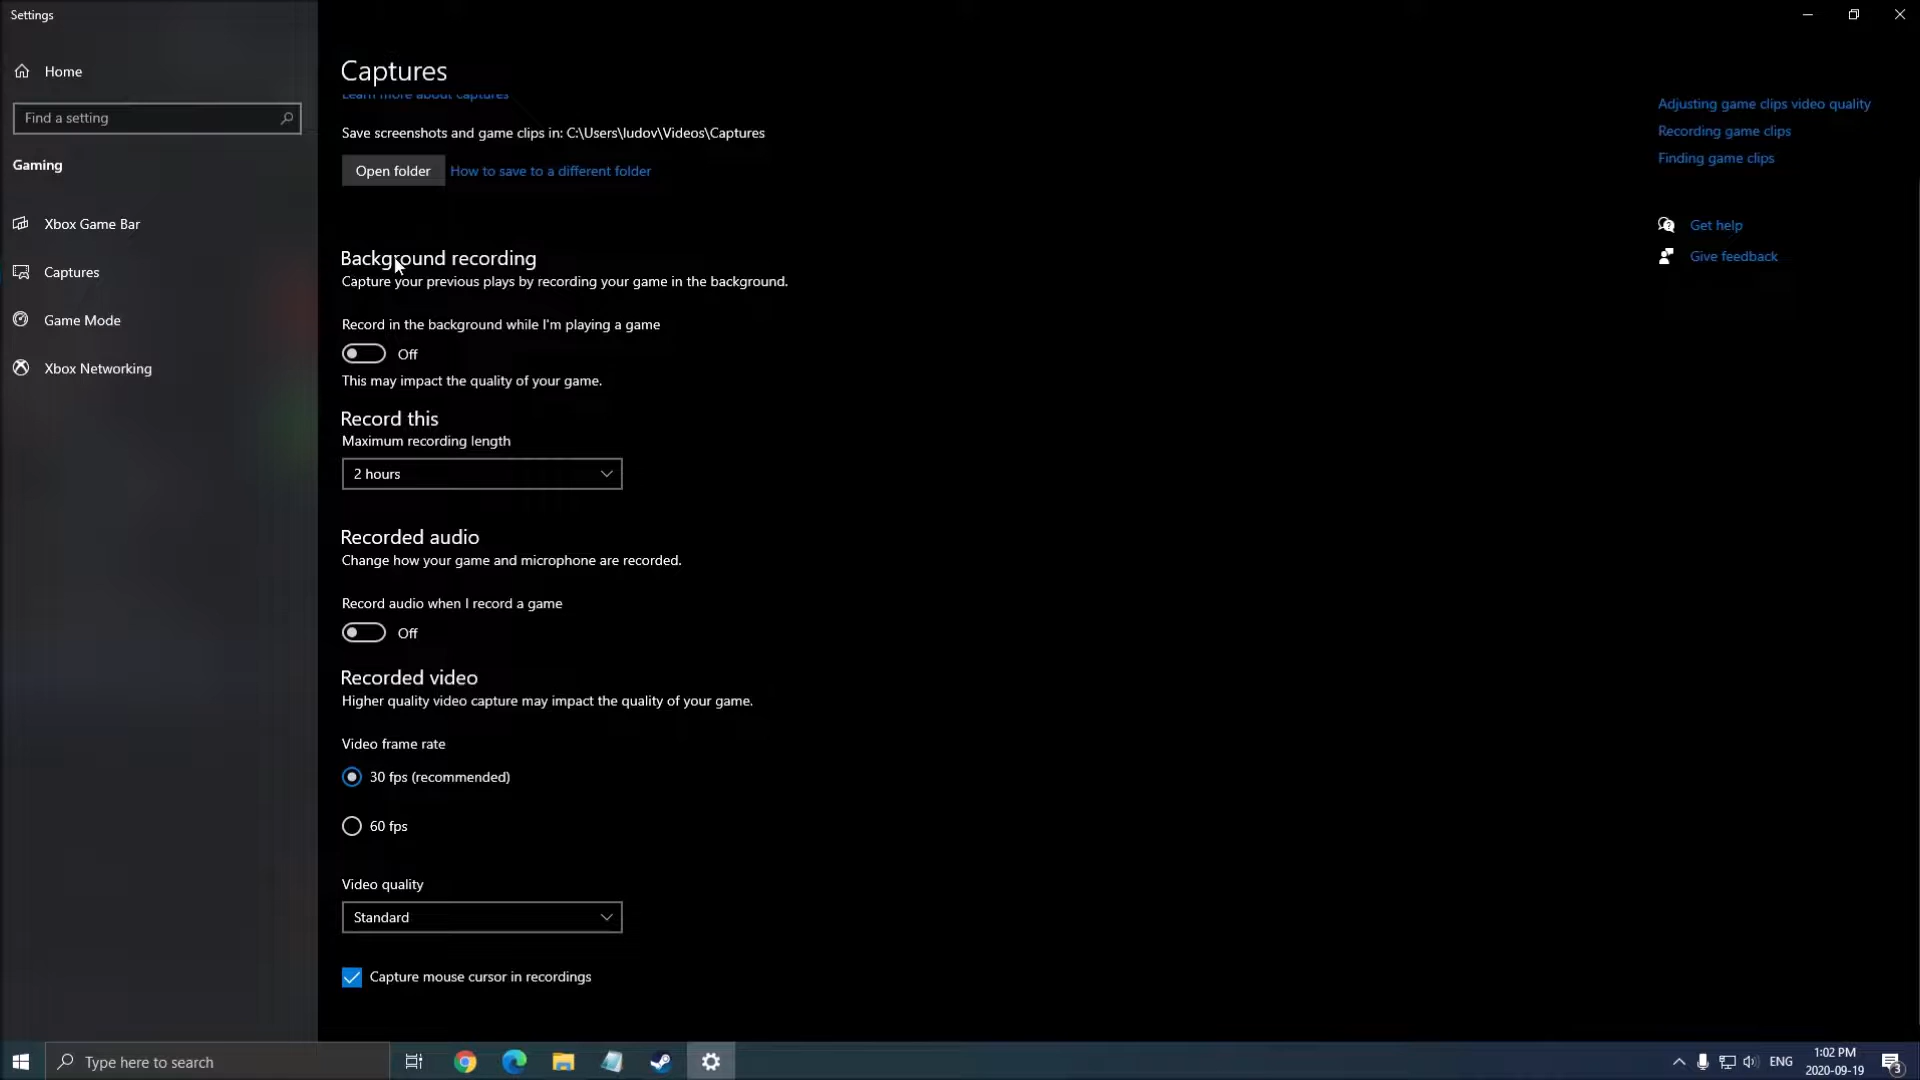 Settings
Home
Find a setting
Gaming
Xbox Game Bar
Captures
Game Mode
Xbox Networking
Captures
Learn more about captures
Save screenshots and game clips in: C:\Users\ludov\Videos\Captures
Open folder
How to save to a different folder
Background recording
Capture your previous plays by recording your game in the background.
Record in the background while I'm playing a game
Off
This may impact the quality of your game.
Record this
Maximum recording length
2 hours
Recorded audio
Change how your game and microphone are recorded.
Record audio when I record a game
Off
Recorded video
Higher quality video capture may impact the quality of your game.
Video frame rate
30 fps (recommended)
60 fps
Video quality
Standard
Capture mouse cursor in recordings
Adjusting game clips video quality
Recording game clips
Finding game clips
Get help
Give feedback
Type here to search
ENG
1:02 PM
2020-09-19
3